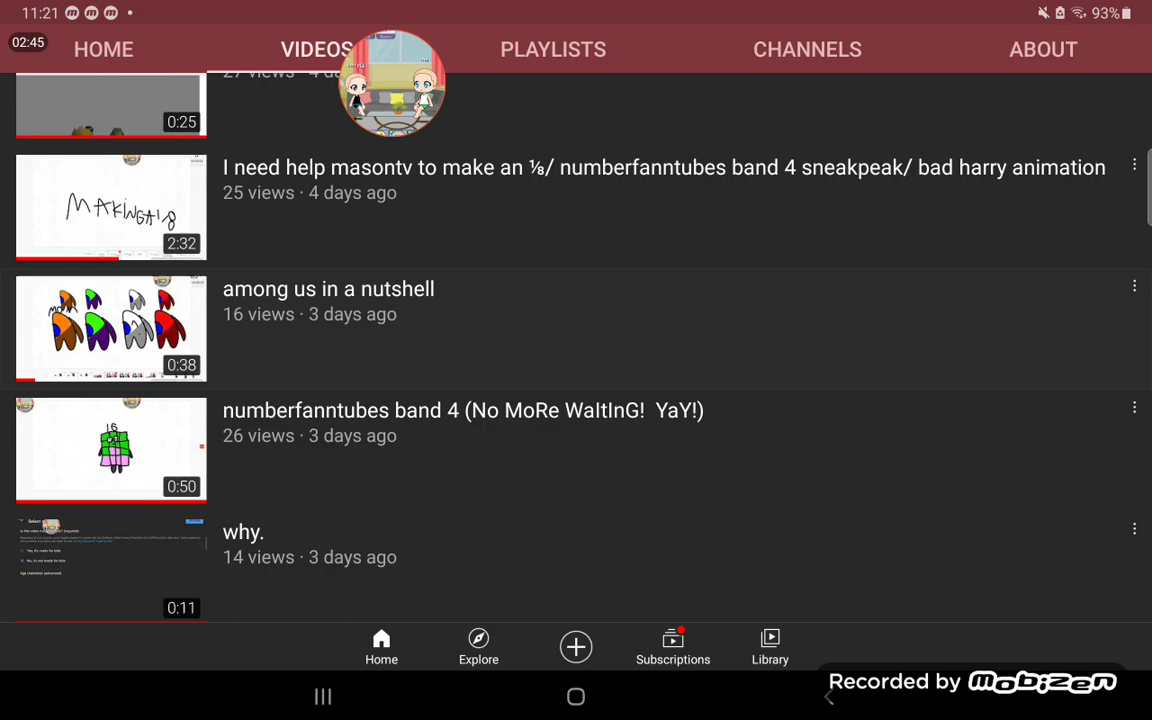 11:21
93%
02:45
HOME
VIDEOS
PLAYLISTS
CHANNELS
ABOUT
0:25
I need help masontv to make an ⅛/ numberfanntubes band 4 sneakpeak/ bad harry animation
25 views · 4 days ago
MAKINGA18
2:32
among us in a nutshell
16 views · 3 days ago
0:38
numberfanntubes band 4 (No MoRe WaItInG!  YaY!)
26 views · 3 days ago
18
0:50
why.
14 views · 3 days ago
0:11
Home
Explore
Subscriptions
Library
Recorded by mobizen